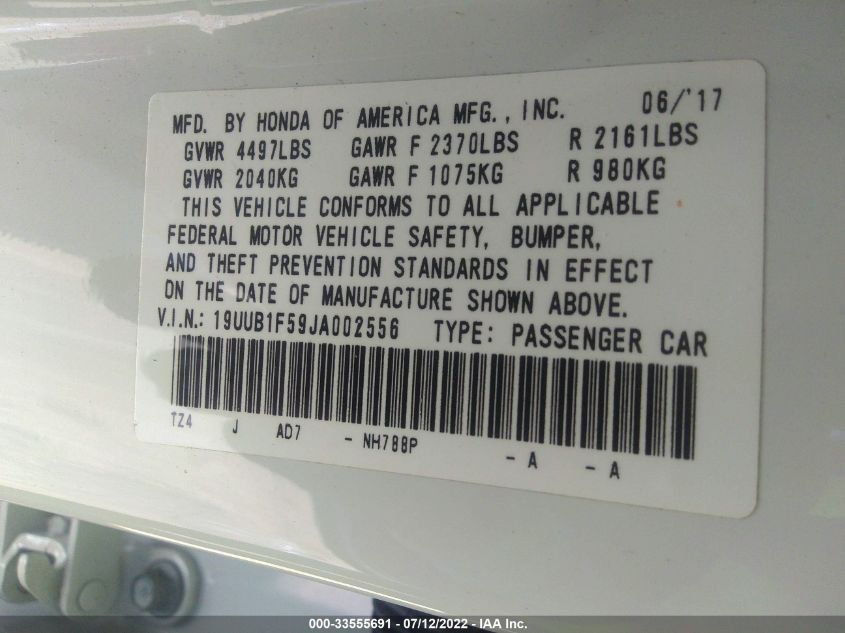 MFD. BY HONDA OF AMERICA MFG., INC. 06/'17
GVWR 4497LBS GAWR F 2370LBS R 2161LBS
GVWR 2040KG GAWR F 1075KG R 980KG
THIS VEHICLE CONFORMS TO ALL APPLICABLE
FEDERAL MOTOR VEHICLE SAFETY, BUMPER,
AND THEFT PREVENTION STANDARDS IN EFFECT
ON THE DATE OF MANUFACTURE SHOWN ABOVE.
V.I.N.: 19UUB1F59JA002556 TYPE: PASSENGER CAR
TZ4 J AD7 - NH788P - A - A
000-33555691 - 07/12/2022 - IAA Inc.